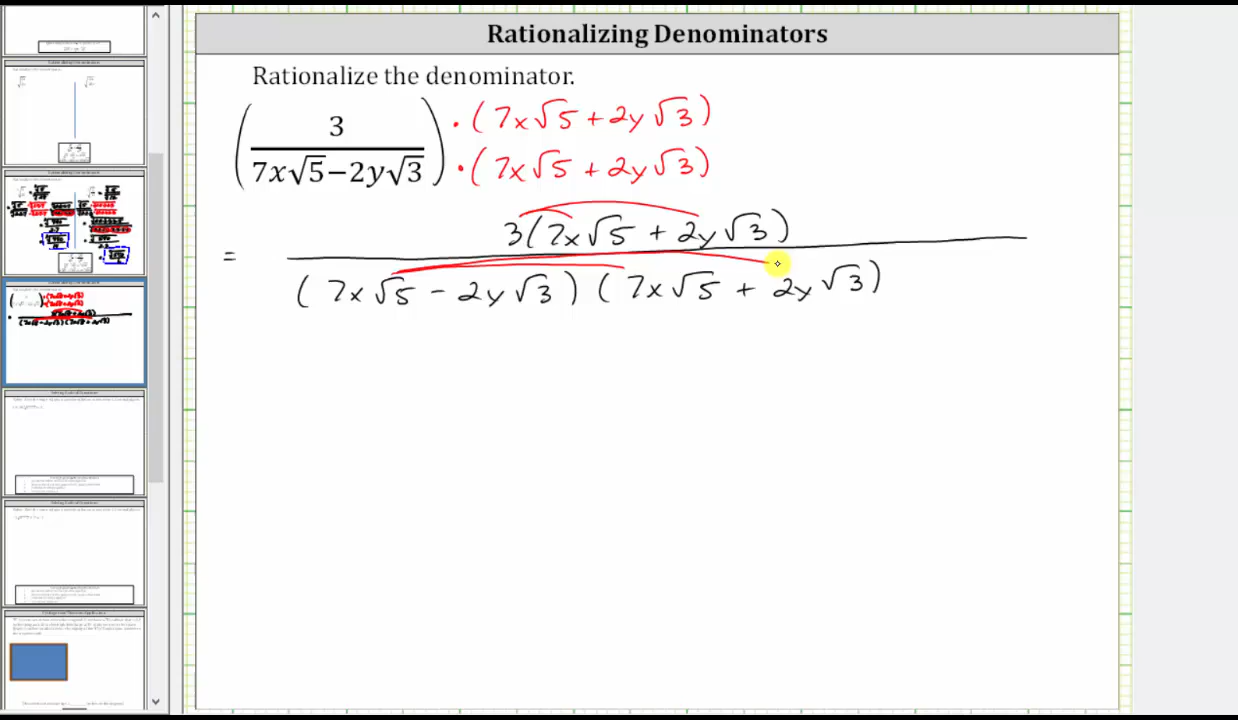 Rationalizing Denominators
Rationalize the denominator.
( 3 / 7x√5−2y√3 ) · (7x√5 + 2y√3)
· (7x√5 + 2y√3)
= 3(7x√5 + 2y√3)
(7x√5 − 2y√3) (7x√5 + 2y√3)